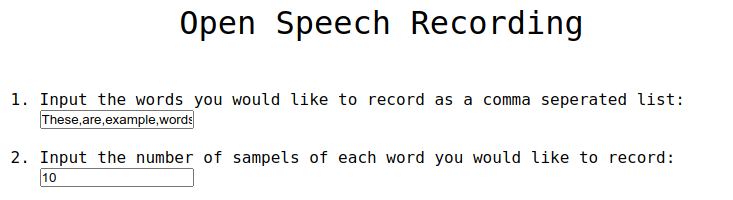 Open Speech Recording
1. Input the words you would like to record as a comma seperated list:
These,are,example,words
2. Input the number of sampels of each word you would like to record:
10